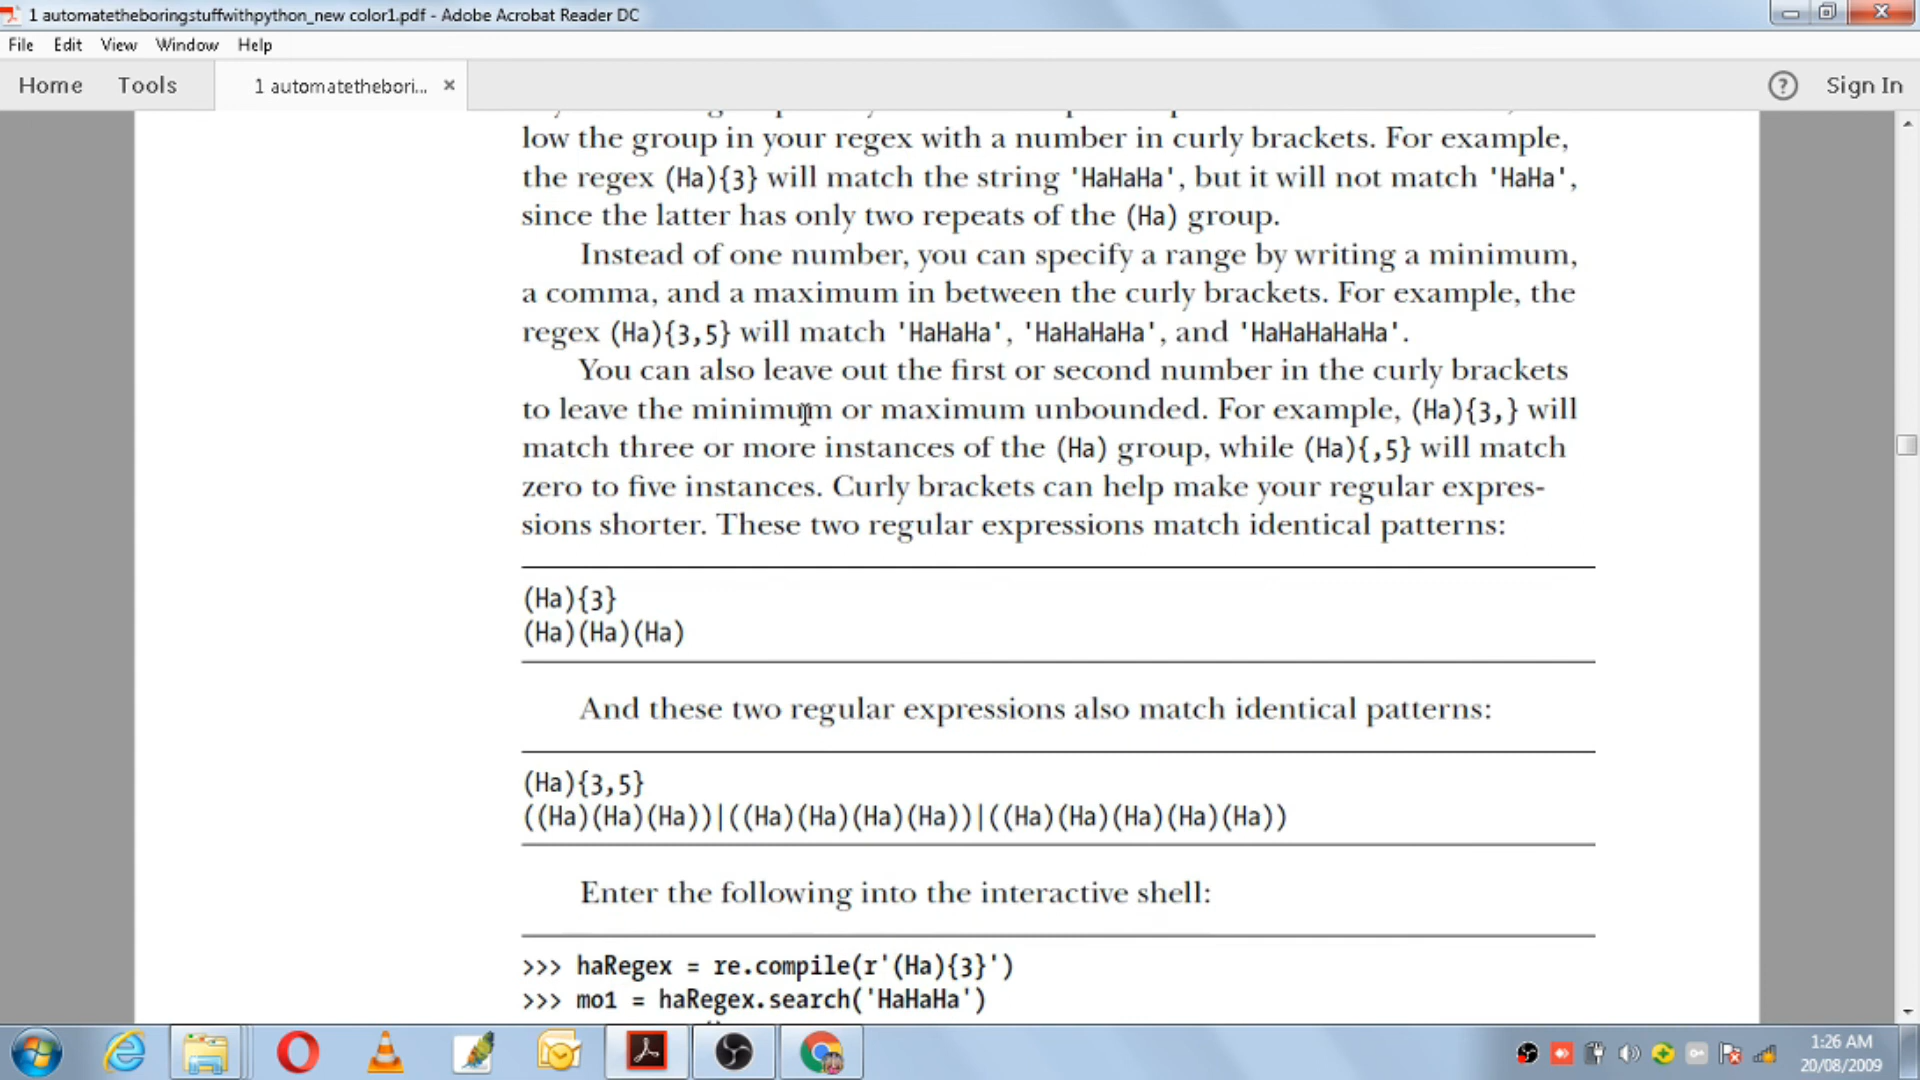 1 automatetheboringstuffwithpython_new color1.pdf - Adobe Acrobat Reader DC
File Edit View Window Help
Home Tools 1 automatethebori... × ? Sign In
low the group in your regex with a number in curly brackets. For example,
the regex (Ha){3} will match the string 'HaHaHa', but it will not match 'HaHa',
since the latter has only two repeats of the (Ha) group.
Instead of one number, you can specify a range by writing a minimum,
a comma, and a maximum in between the curly brackets. For example, the
regex (Ha){3,5} will match 'HaHaHa', 'HaHaHaHa', and 'HaHaHaHaHa'.
You can also leave out the first or second number in the curly brackets
to leave the minimum or maximum unbounded. For example, (Ha){3,} will
match three or more instances of the (Ha) group, while (Ha){,5} will match
zero to five instances. Curly brackets can help make your regular expres-
sions shorter. These two regular expressions match identical patterns:
(Ha){3}
(Ha)(Ha)(Ha)
And these two regular expressions also match identical patterns:
(Ha){3,5}
((Ha)(Ha)(Ha))|((Ha)(Ha)(Ha)(Ha))|((Ha)(Ha)(Ha)(Ha)(Ha))
Enter the following into the interactive shell:
>>> haRegex = re.compile(r'(Ha){3}')
>>> mo1 = haRegex.search('HaHaHa')
1:26 AM
20/08/2009